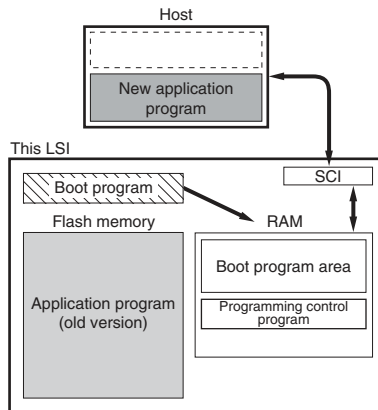 Host
New application
program
This LSI
SCI
Boot program
Flash memory
RAM
Application program
(old version)
Boot program area
Programming control
program